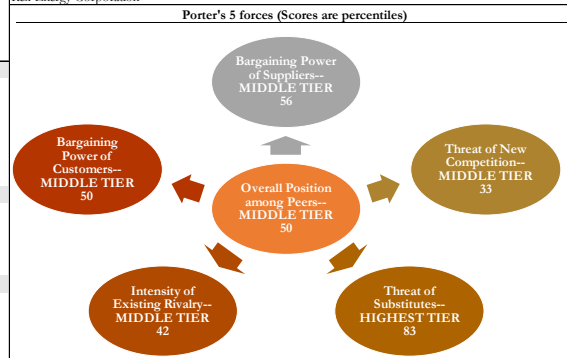 Porter's 5 forces (Scores are percentiles)
Bargaining Power
of Suppliers--
MIDDLE TIER
56
Bargaining
Power of
Customers--
MIDDLE TIER
50
Threat of New
Competition--
MIDDLE TIER
33
Overall Position
among Peers--
MIDDLE TIER
50
Intensity of
Existing Rivalry--
MIDDLE TIER
42
Threat of
Substitutes--
HIGHEST TIER
83